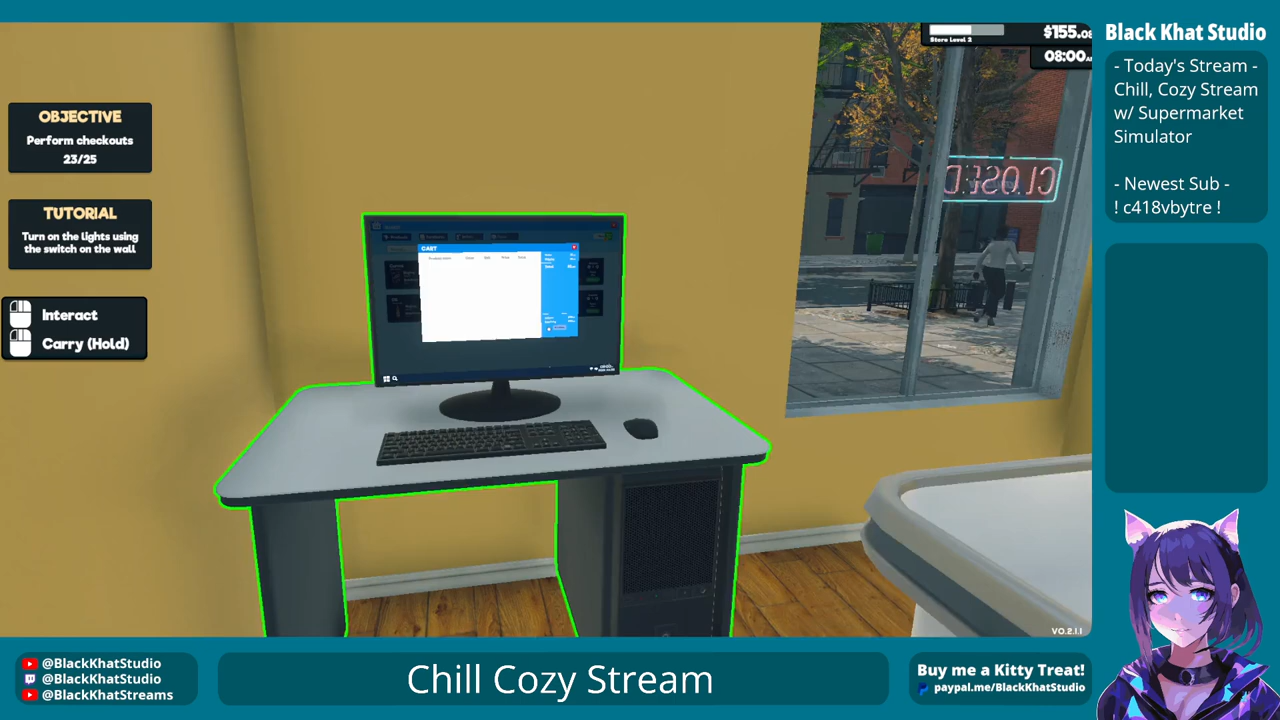 Store Level 2
$155.08
08:00AM
OBJECTIVE
Perform checkouts
23/25
TUTORIAL
Turn on the lights using
the switch on the wall
Interact
Carry (Hold)
CART
CLOSED
V0.2.1.1
Black Khat Studio
- Today's Stream -
Chill, Cozy Stream
w/ Supermarket
Simulator
- Newest Sub -
! c418vbytre !
@BlackKhatStudio
@BlackKhatStudio
@BlackKhatStreams
Chill Cozy Stream
Buy me a Kitty Treat!
paypal.me/BlackKhatStudio